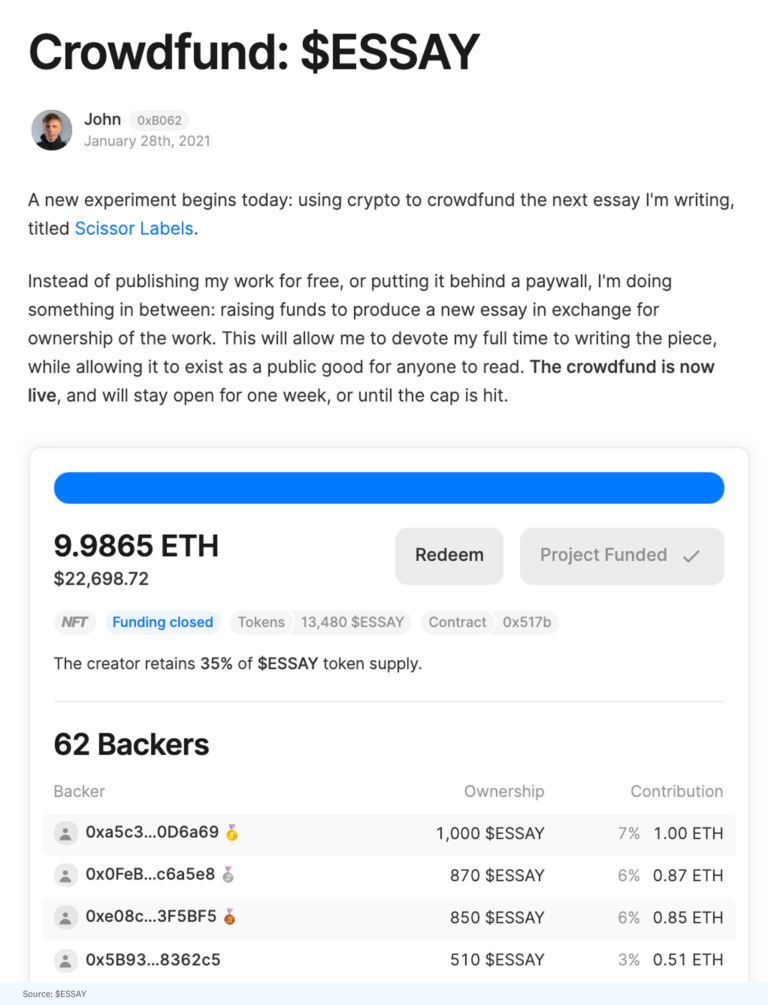 Crowdfund: $ESSAY
John 0xB062
January 28th, 2021
A new experiment begins today: using crypto to crowdfund the next essay I'm writing,
titled Scissor Labels.
Instead of publishing my work for free, or putting it behind a paywall, I'm doing
something in between: raising funds to produce a new essay in exchange for
ownership of the work. This will allow me to devote my full time to writing the piece,
while allowing it to exist as a public good for anyone to read. The crowdfund is now
live, and will stay open for one week, or until the cap is hit.
9.9865 ETH
$22,698.72
Redeem
Project Funded
NFT Funding closed Tokens 13,480 $ESSAY Contract 0x517b
The creator retains 35% of $ESSAY token supply.
62 Backers
Backer Ownership Contribution
0xa5c3...0D6a69 1,000 $ESSAY 7% 1.00 ETH
0x0FeB...c6a5e8 870 $ESSAY 6% 0.87 ETH
0xe08c...3F5BF5 850 $ESSAY 6% 0.85 ETH
0x5B93...8362c5 510 $ESSAY 3% 0.51 ETH
Source: $ESSAY